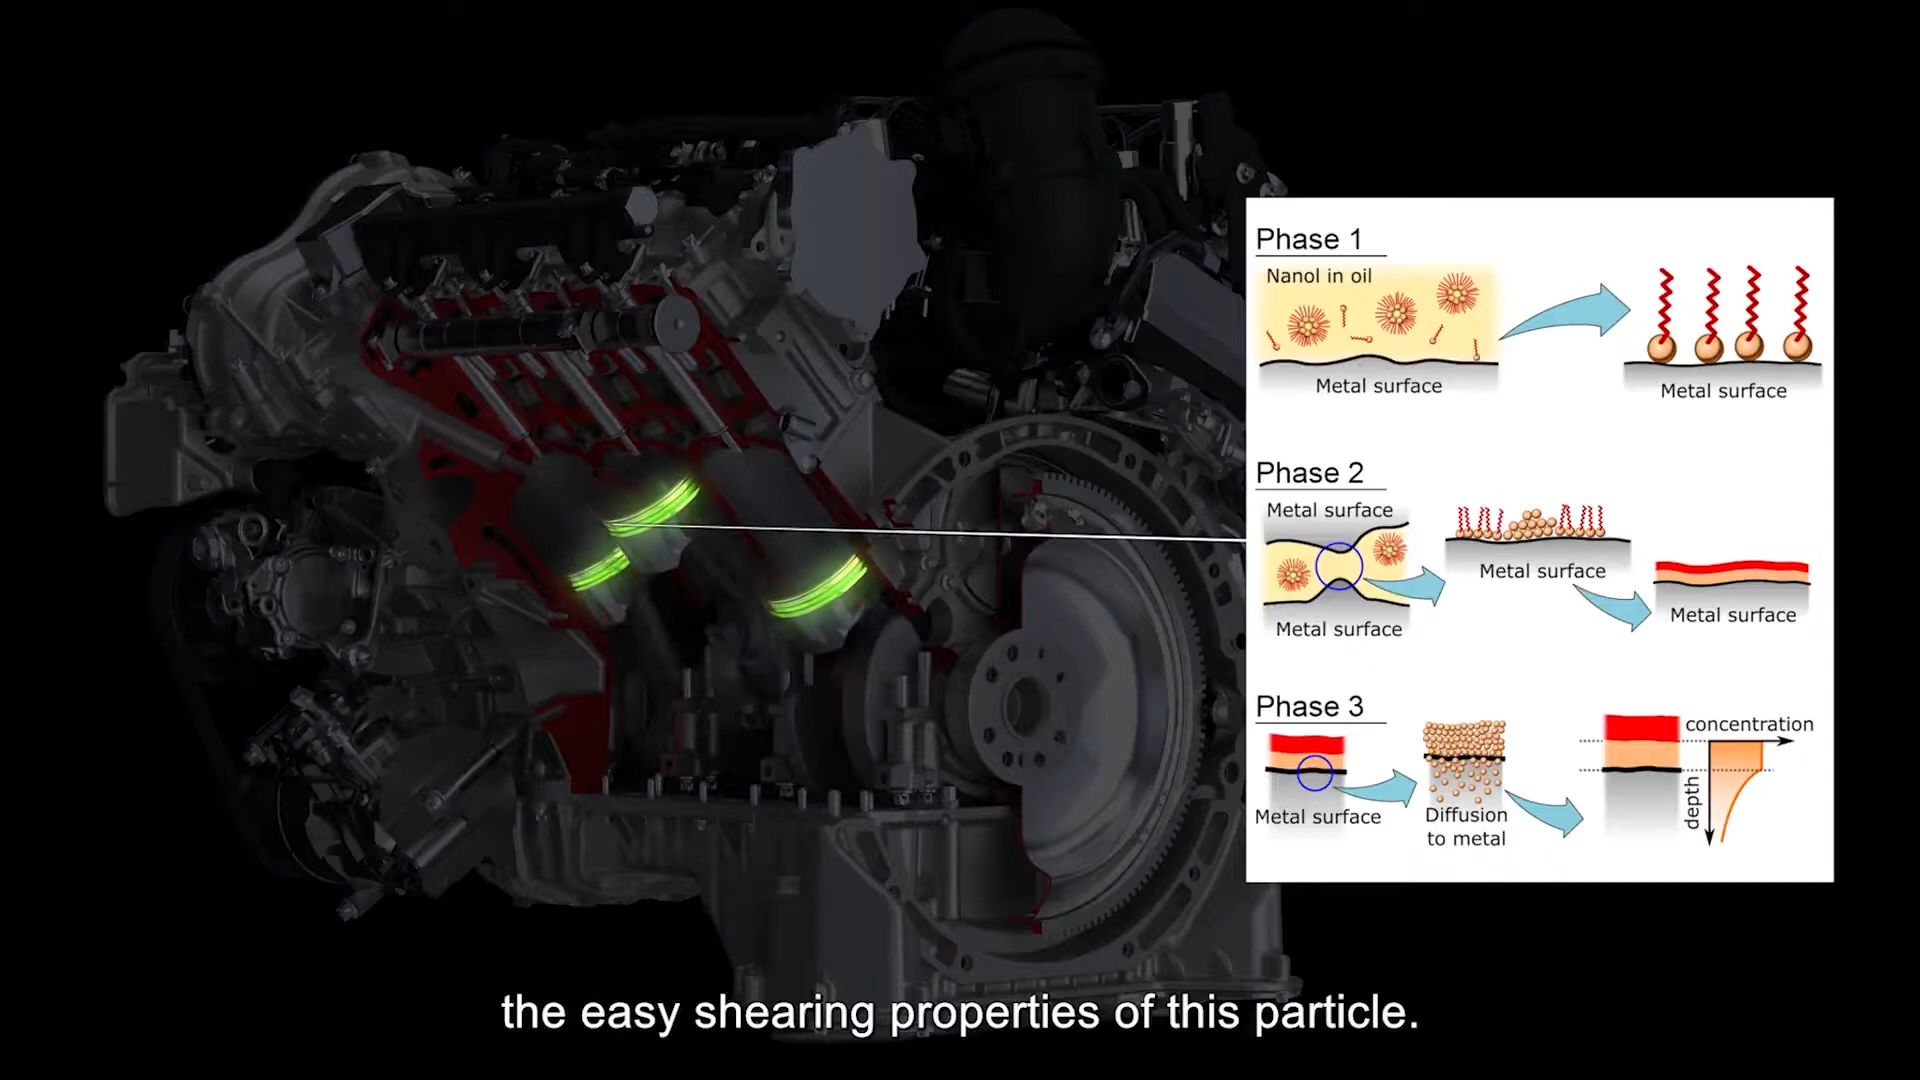 Phase 1
Nanol in oil
Metal surface
Metal surface
Phase 2
Metal surface
Metal surface
Metal surface
Metal surface
Phase 3
concentration
depth
Metal surface
Diffusion
to metal
the easy shearing properties of this particle.